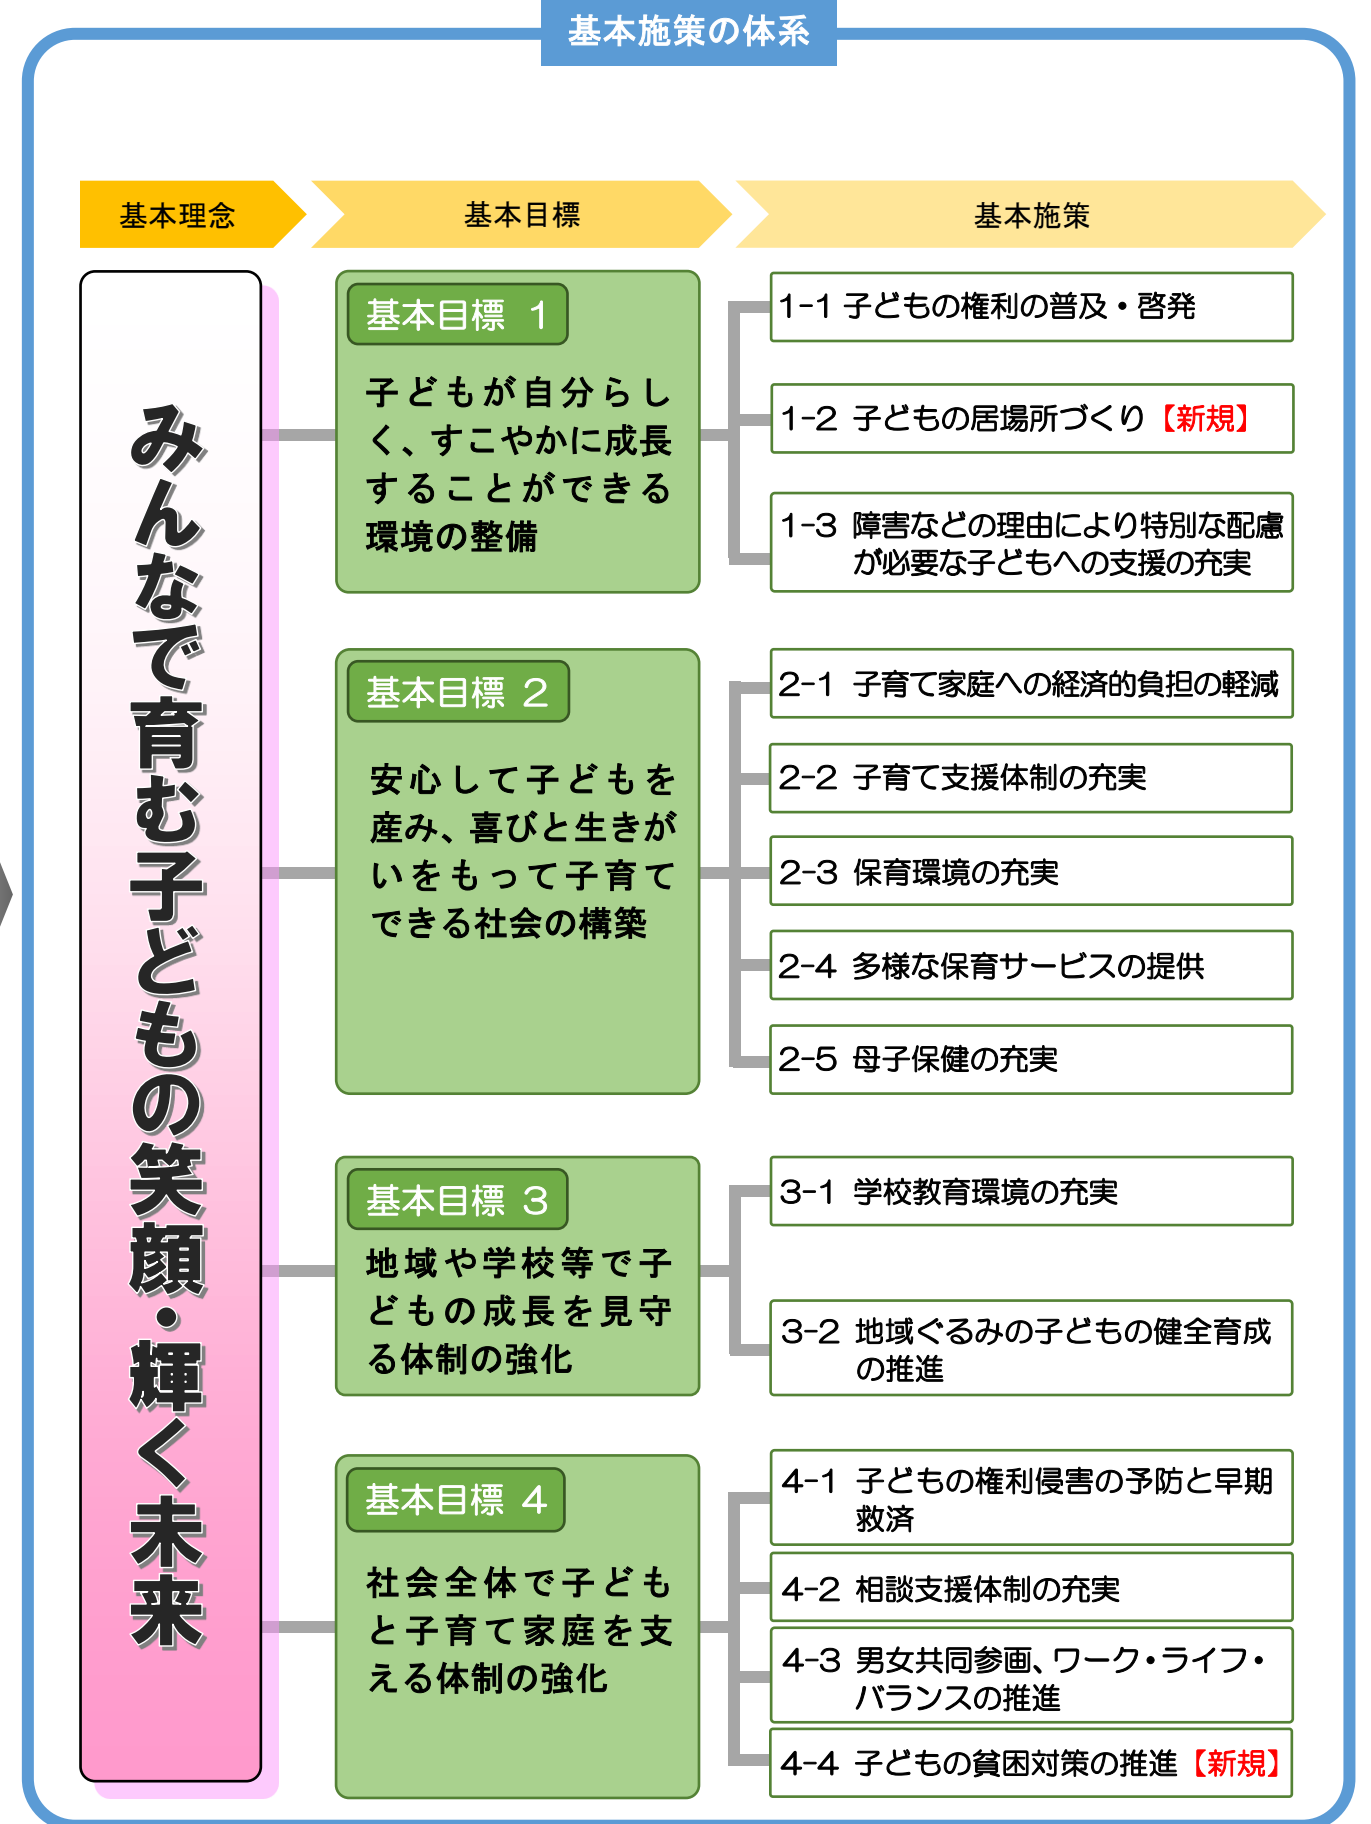 基本施策の体系
基本理念
基本目標
基本施策
みんなで育む子どもの笑顔・輝く未来
基本目標 1
子どもが自分らし
く、すこやかに成長
することができる
環境の整備
1-1 子どもの権利の普及・啓発
1-2 子どもの居場所づくり【新規】
1-3 障害などの理由により特別な配慮
が必要な子どもへの支援の充実
基本目標 2
安心して子どもを
産み、喜びと生きが
いをもって子育て
できる社会の構築
2-1 子育て家庭への経済的負担の軽減
2-2 子育て支援体制の充実
2-3 保育環境の充実
2-4 多様な保育サービスの提供
2-5 母子保健の充実
基本目標 3
地域や学校等で子
どもの成長を見守
る体制の強化
3-1 学校教育環境の充実
3-2 地域ぐるみの子どもの健全育成
の推進
基本目標 4
社会全体で子ども
と子育て家庭を支
える体制の強化
4-1 子どもの権利侵害の予防と早期
救済
4-2 相談支援体制の充実
4-3 男女共同参画、ワーク・ライフ・
バランスの推進
4-4 子どもの貧困対策の推進【新規】